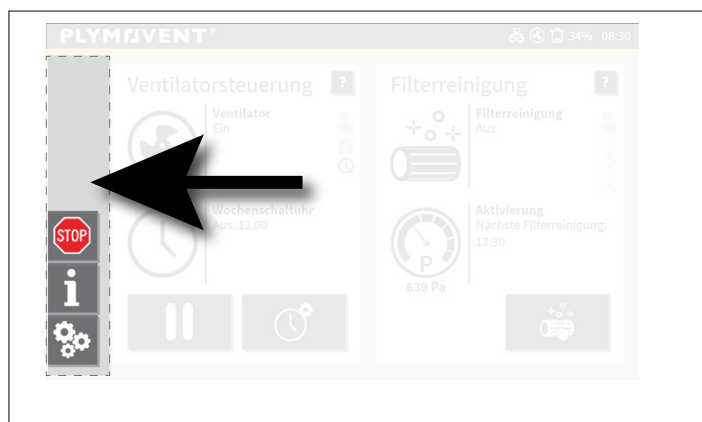 PLYMOVENT®
34% 08:30
Ventilatorsteuerung ?
Ventilator
Ein
Wochenschaltuhr
Aus: 12:00
Filterreinigung ?
Filterreinigung
Aus
Aktivierung
Nächste Filterreinigung:
17:30
P
639 Pa
STOP
i